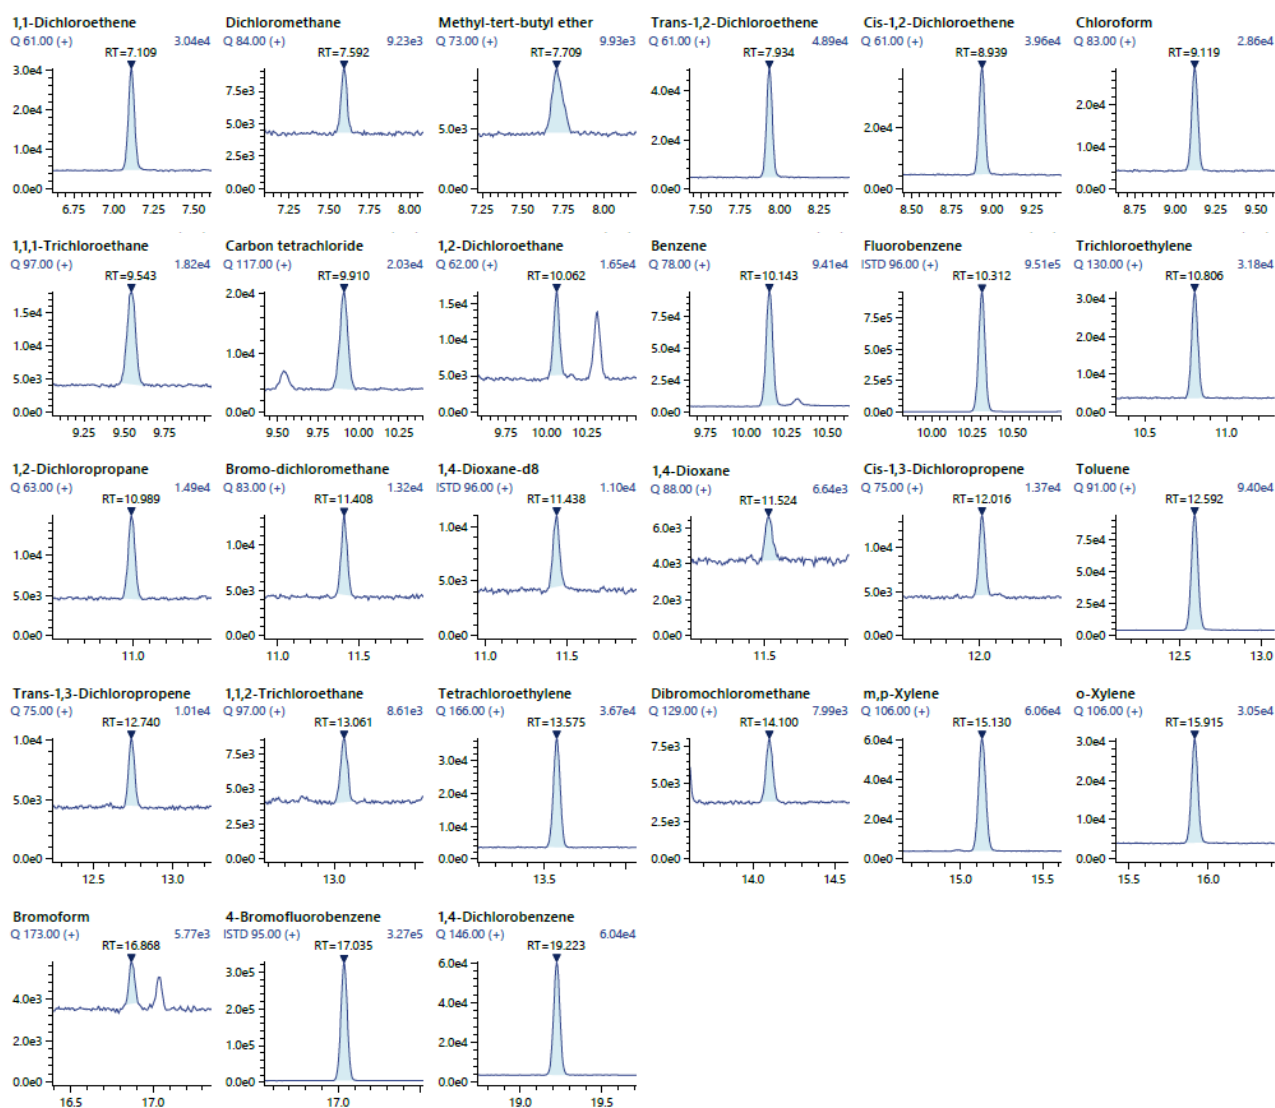 1,1-Dichloroethene
Q 61.00 (+) 3.04e4
RT=7.109
3.0e4
2.0e4
1.0e4
0.0e0
6.75 7.00 7.25 7.50
Dichloromethane
Q 84.00 (+) 9.23e3
RT=7.592
7.5e3
5.0e3
2.5e3
0.0e0
7.25 7.50 7.75 8.00
Methyl-tert-butyl ether
Q 73.00 (+) 9.93e3
RT=7.709
5.0e3
0.0e0
7.25 7.50 7.75 8.00
Trans-1,2-Dichloroethene
Q 61.00 (+) 4.89e4
RT=7.934
4.0e4
2.0e4
0.0e0
7.50 7.75 8.00 8.25
Cis-1,2-Dichloroethene
Q 61.00 (+) 3.96e4
RT=8.939
2.0e4
0.0e0
8.50 8.75 9.00 9.25
Chloroform
Q 83.00 (+) 2.86e4
RT=9.119
2.0e4
1.0e4
0.0e0
8.75 9.00 9.25 9.50
1,1,1-Trichloroethane
Q 97.00 (+) 1.82e4
RT=9.543
1.5e4
1.0e4
5.0e3
0.0e0
9.25 9.50 9.75
Carbon tetrachloride
Q 117.00 (+) 2.03e4
RT=9.910
2.0e4
1.0e4
0.0e0
9.50 9.75 10.00 10.25
1,2-Dichloroethane
Q 62.00 (+) 1.65e4
RT=10.062
1.5e4
1.0e4
5.0e3
0.0e0
9.75 10.00 10.25
Benzene
Q 78.00 (+) 9.41e4
RT=10.143
7.5e4
5.0e4
2.5e4
0.0e0
9.75 10.00 10.25 10.50
Fluorobenzene
ISTD 96.00 (+) 9.51e5
RT=10.312
7.5e5
5.0e5
2.5e5
0.0e0
10.00 10.25 10.50
Trichloroethylene
Q 130.00 (+) 3.18e4
RT=10.806
3.0e4
2.0e4
1.0e4
0.0e0
10.5 11.0
1,2-Dichloropropane
Q 63.00 (+) 1.49e4
RT=10.989
1.0e4
5.0e3
0.0e0
11.0
Bromo-dichloromethane
Q 83.00 (+) 1.32e4
RT=11.408
1.0e4
5.0e3
0.0e0
11.0 11.5
1,4-Dioxane-d8
ISTD 96.00 (+) 1.10e4
RT=11.438
1.0e4
5.0e3
0.0e0
11.0 11.5
1,4-Dioxane
Q 88.00 (+) 6.64e3
RT=11.524
6.0e3
4.0e3
2.0e3
0.0e0
11.5
Cis-1,3-Dichloropropene
Q 75.00 (+) 1.37e4
RT=12.016
1.0e4
5.0e3
0.0e0
12.0
Toluene
Q 91.00 (+) 9.40e4
RT=12.592
7.5e4
5.0e4
2.5e4
0.0e0
12.5 13.0
Trans-1,3-Dichloropropene
Q 75.00 (+) 1.01e4
RT=12.740
1.0e4
5.0e3
0.0e0
12.5 13.0
1,1,2-Trichloroethane
Q 97.00 (+) 8.61e3
RT=13.061
7.5e3
5.0e3
2.5e3
0.0e0
13.0
Tetrachloroethylene
Q 166.00 (+) 3.67e4
RT=13.575
3.0e4
2.0e4
1.0e4
0.0e0
13.5
Dibromochloromethane
Q 129.00 (+) 7.99e3
RT=14.100
7.5e3
5.0e3
2.5e3
0.0e0
14.0 14.5
m,p-Xylene
Q 106.00 (+) 6.06e4
RT=15.130
6.0e4
4.0e4
2.0e4
0.0e0
15.0 15.5
o-Xylene
Q 106.00 (+) 3.05e4
RT=15.915
3.0e4
2.0e4
1.0e4
0.0e0
15.5 16.0
Bromoform
Q 173.00 (+) 5.77e3
RT=16.868
4.0e3
2.0e3
0.0e0
16.5 17.0
4-Bromofluorobenzene
ISTD 95.00 (+) 3.27e5
RT=17.035
3.0e5
2.0e5
1.0e5
0.0e0
17.0
1,4-Dichlorobenzene
Q 146.00 (+) 6.04e4
RT=19.223
6.0e4
4.0e4
2.0e4
0.0e0
19.0 19.5